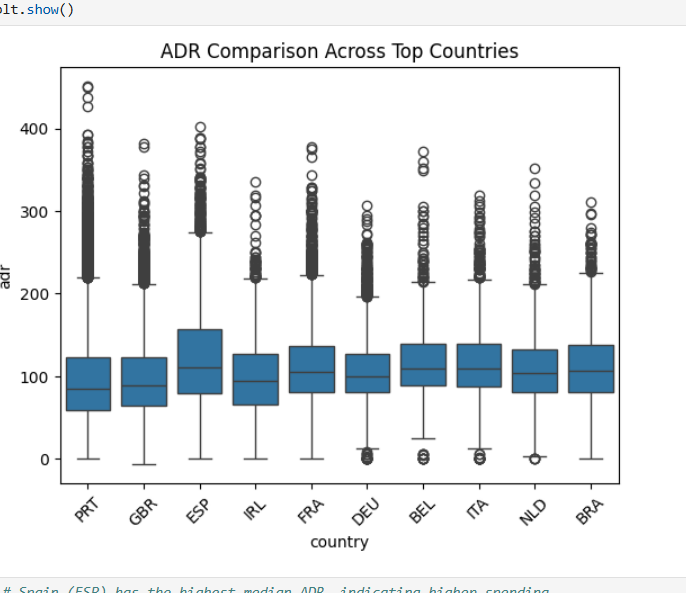 plt.show()
ADR Comparison Across Top Countries
400
300
200
100
0
adr
PRT GBR ESP IRL FRA DEU BEL ITA NLD BRA
country
# Spain (ESP) has the highest median ADR, indicating higher spending